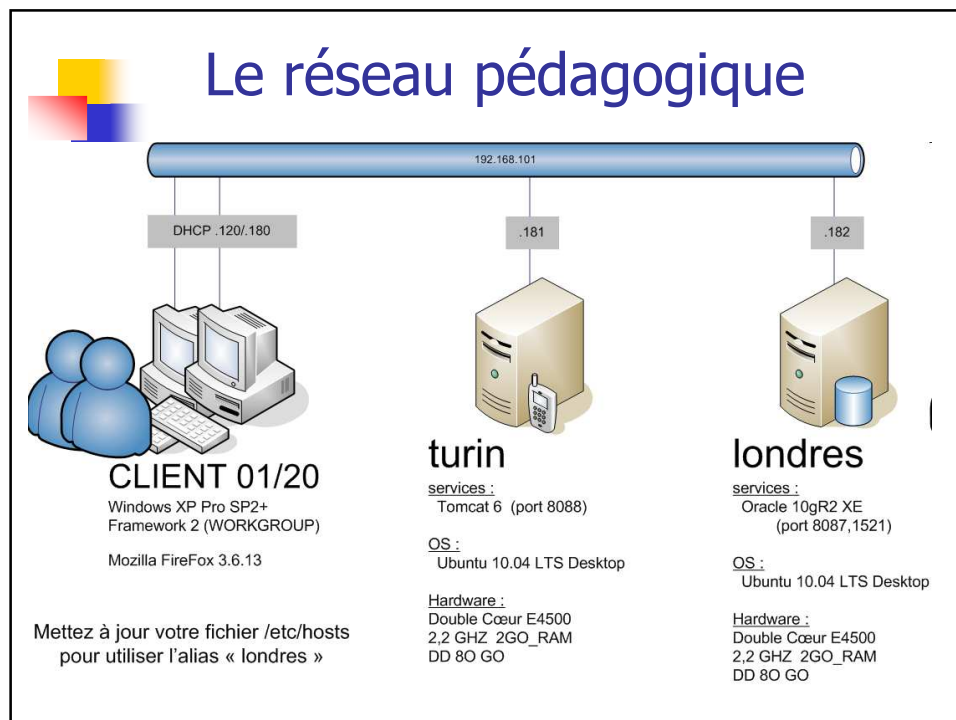 Le réseau pédagogique
192.168.101
DHCP .120/.180
.181
.182
CLIENT 01/20
Windows XP Pro SP2+
Framework 2 (WORKGROUP)
Mozilla FireFox 3.6.13
Mettez à jour votre fichier /etc/hosts
pour utiliser l'alias « londres »
turin
services :
Tomcat 6 (port 8088)
OS :
Ubuntu 10.04 LTS Desktop
Hardware :
Double Cœur E4500
2,2 GHZ 2GO_RAM
DD 8O GO
londres
services :
Oracle 10gR2 XE
(port 8087,1521)
OS :
Ubuntu 10.04 LTS Desktop
Hardware :
Double Cœur E4500
2,2 GHZ 2GO_RAM
DD 8O GO